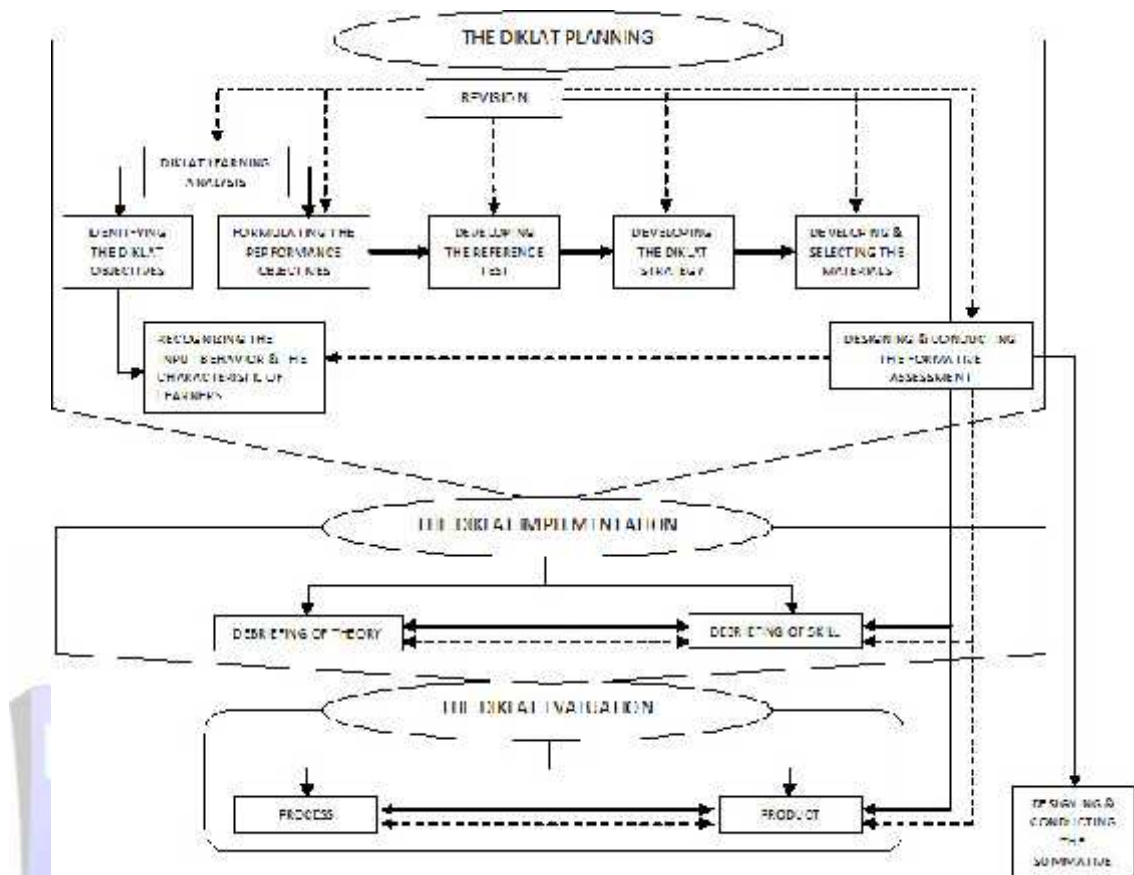 THE DIKLAT PLANNING
REVISION
DIKLAT LEARNING
ANALYSIS
IDENTIFYING
THE DIKLAT
OBJECTIVES
FORMULATING THE
PERFORMANCE
OBJECTIVES
DEVELOPING
THE REFERENCE
TEST
DEVELOPING
THE DIKLAT
STRATEGY
DEVELOPING &
SELECTING THE
MATERIALS
RECOGNIZING THE
INPUT BEHAVIOR & THE
CHARACTERISTIC OF
LEARNERS
DESIGNING & CONDUCTING
THE FORMATIVE
ASSESSMENT
THE DIKLAT IMPLEMENTATION
DEBRIEFING OF THEORY
DEBRIEFING OF SKILL
THE DIKLAT EVALUATION
PROCESS
PRODUCT
DESIGNING &
CONDUCTING
THE
SUMMATIVE